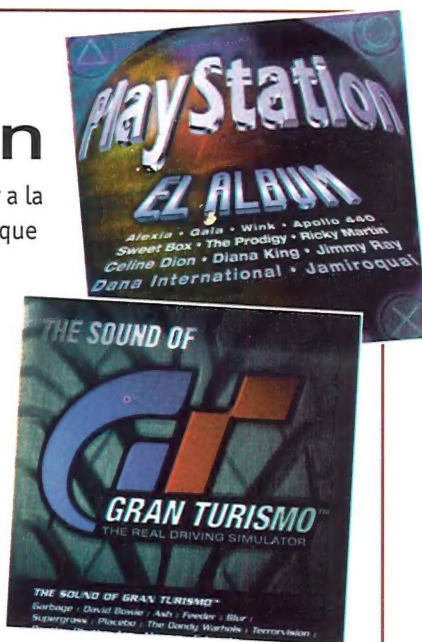 n
r a la
que
PlayStation
EL ALBUM
Alexia • Gala • Wink • Apollo 440
Sweet Box • The Prodigy • Ricky Martin
Celine Dion • Diana King • Jimmy Ray
Dana International • Jamiroquai
THE SOUND OF
GT
GRAN TURISMO™
THE REAL DRIVING SIMULATOR
THE SOUND OF GRAN TURISMO™
Garbage : David Bowie : Ash : Feeder : Blur :
Supergrass : Placebo : The Dandy Warhols : Terrorvision :